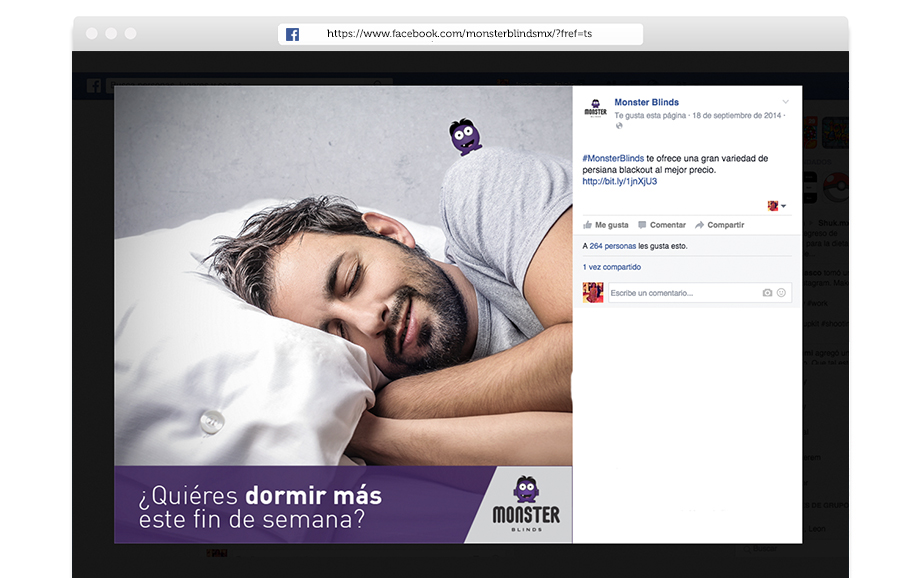 https://www.facebook.com/monsterblindsmx/?fref=ts
MONSTER
BLINDS
Monster Blinds
Te gusta esta página · 18 de septiembre de 2014 ·
#MonsterBlinds te ofrece una gran variedad de
persiana blackout al mejor precio.
http://bit.ly/1jnXjU3
Me gusta Comentar Compartir
A 264 personas les gusta esto.
1 vez compartido
Escribe un comentario...
¿Quiéres dormir más
este fin de semana?
MONSTER
BLINDS